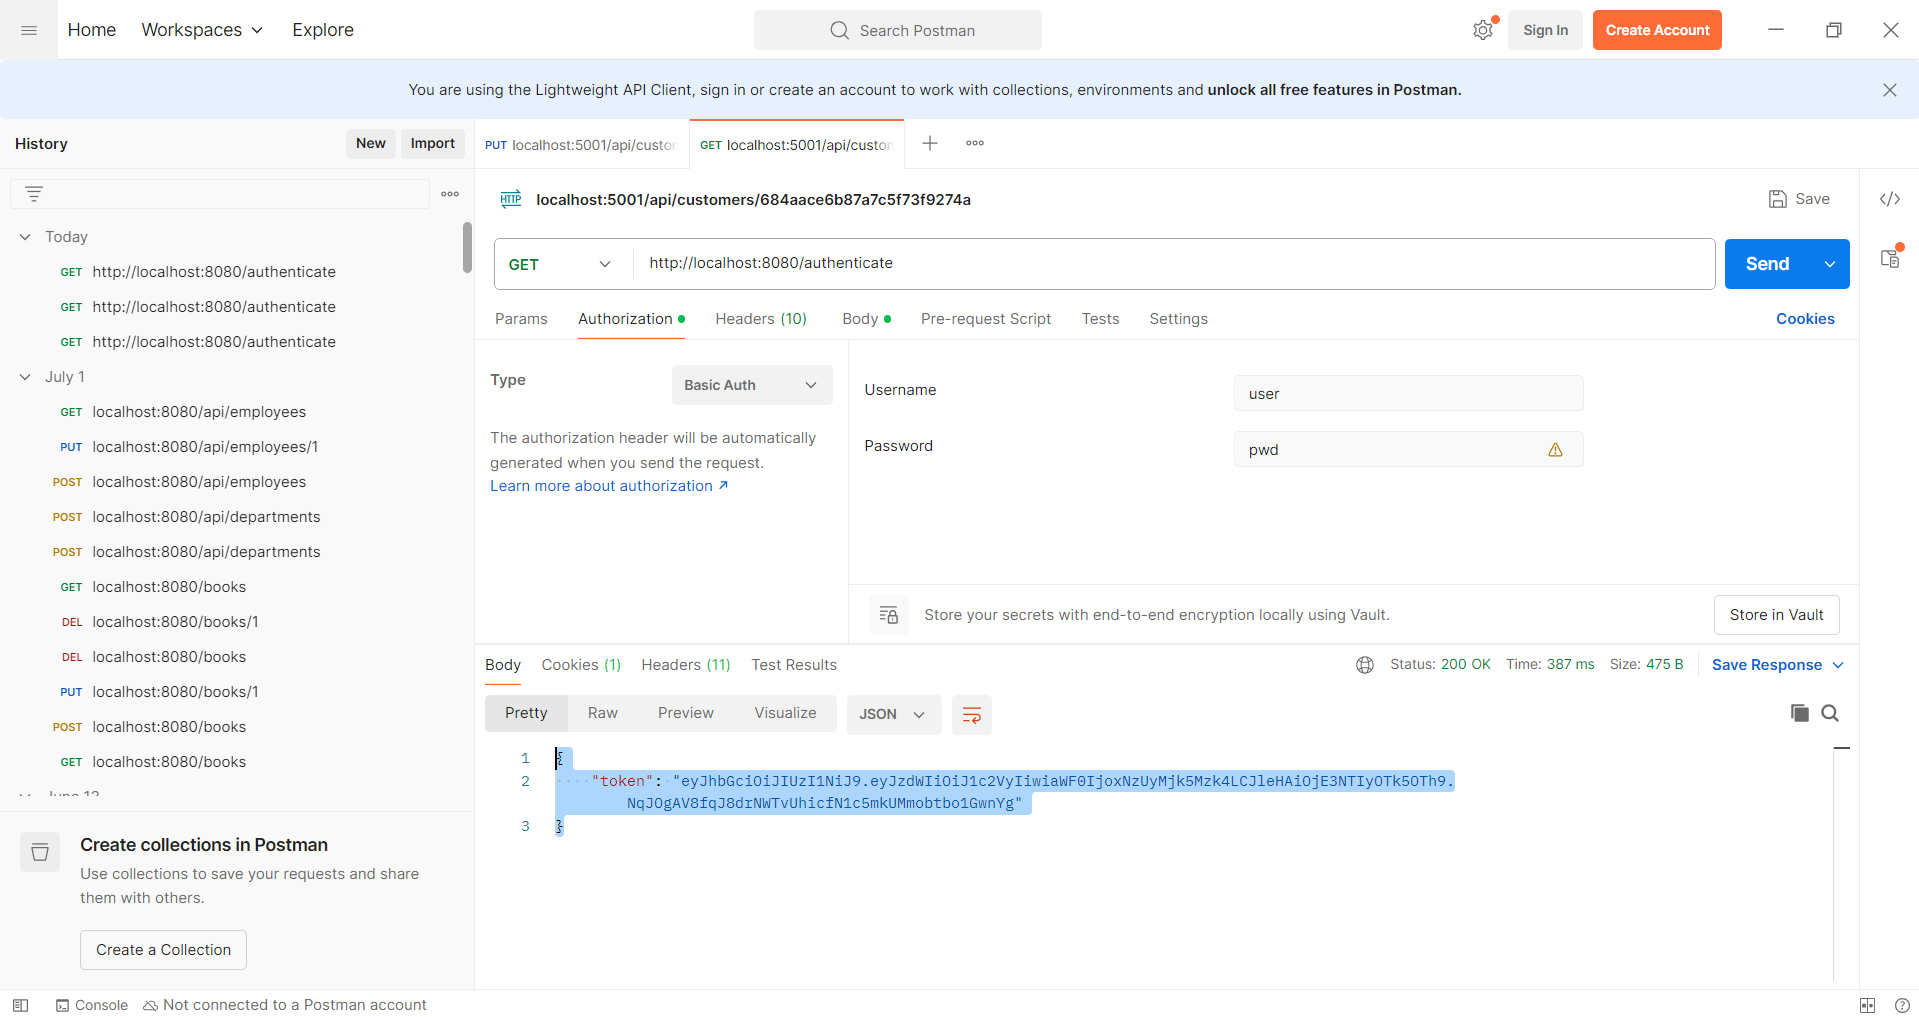 Home Workspaces Explore Search Postman Sign In Create Account
You are using the Lightweight API Client, sign in or create an account to work with collections, environments and unlock all free features in Postman.
History New Import
PUT localhost:5001/api/custor GET localhost:5001/api/custor
Today
GET http://localhost:8080/authenticate
GET http://localhost:8080/authenticate
GET http://localhost:8080/authenticate
July 1
GET localhost:8080/api/employees
PUT localhost:8080/api/employees/1
POST localhost:8080/api/employees
POST localhost:8080/api/departments
POST localhost:8080/api/departments
GET localhost:8080/books
DEL localhost:8080/books/1
DEL localhost:8080/books
PUT localhost:8080/books/1
POST localhost:8080/books
GET localhost:8080/books
June 13
Create collections in Postman
Use collections to save your requests and share
them with others.
Create a Collection
HTTP localhost:5001/api/customers/684aace6b87a7c5f73f9274a Save
GET http://localhost:8080/authenticate Send
Params Authorization Headers (10) Body Pre-request Script Tests Settings Cookies
Type Basic Auth
The authorization header will be automatically
generated when you send the request.
Learn more about authorization ↗
Username user
Password pwd
Store your secrets with end-to-end encryption locally using Vault. Store in Vault
Body Cookies (1) Headers (11) Test Results Status: 200 OK Time: 387 ms Size: 475 B Save Response
Pretty Raw Preview Visualize JSON
1 {
2 "token": "eyJhbGciOiJIUzI1NiJ9.eyJzdWIiOiJ1c2VyIiwiaWF0IjoxNzUyMjk5Mzk4LCJleHAiOjE3NTIyOTk5OTh9.
NqJOgAV8fqJ8drNWTvUhicfN1c5mkUMmobtbo1GwnYg"
3 }
Console Not connected to a Postman account